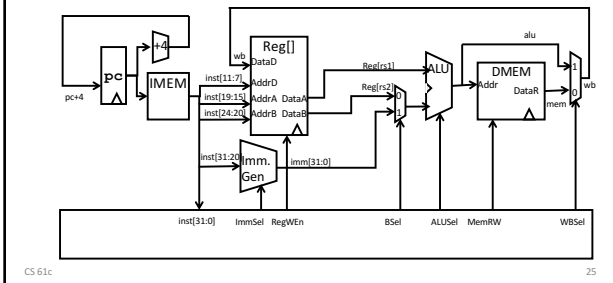 +4
pc
pc+4
IMEM
wb
Reg[]
DataD
inst[11:7]
AddrD
inst[19:15]
AddrA
DataA
inst[24:20]
AddrB
DataB
Reg[rs1]
Reg[rs2]
0
1
ALU
alu
DMEM
Addr
DataR
mem
1
0
wb
inst[31:20]
Imm.
Gen
imm[31:0]
inst[31:0]
ImmSel
RegWEn
BSel
ALUSel
MemRW
WBSel
CS 61c
25